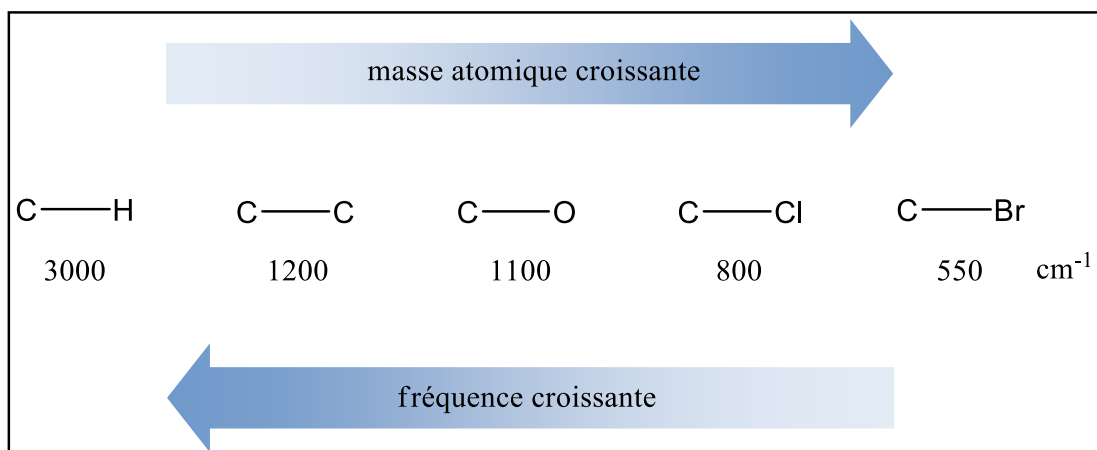 masse atomique croissante
C—H C—C C—O C—Cl C—Br
3000 1200 1100 800 550 cm⁻¹
fréquence croissante